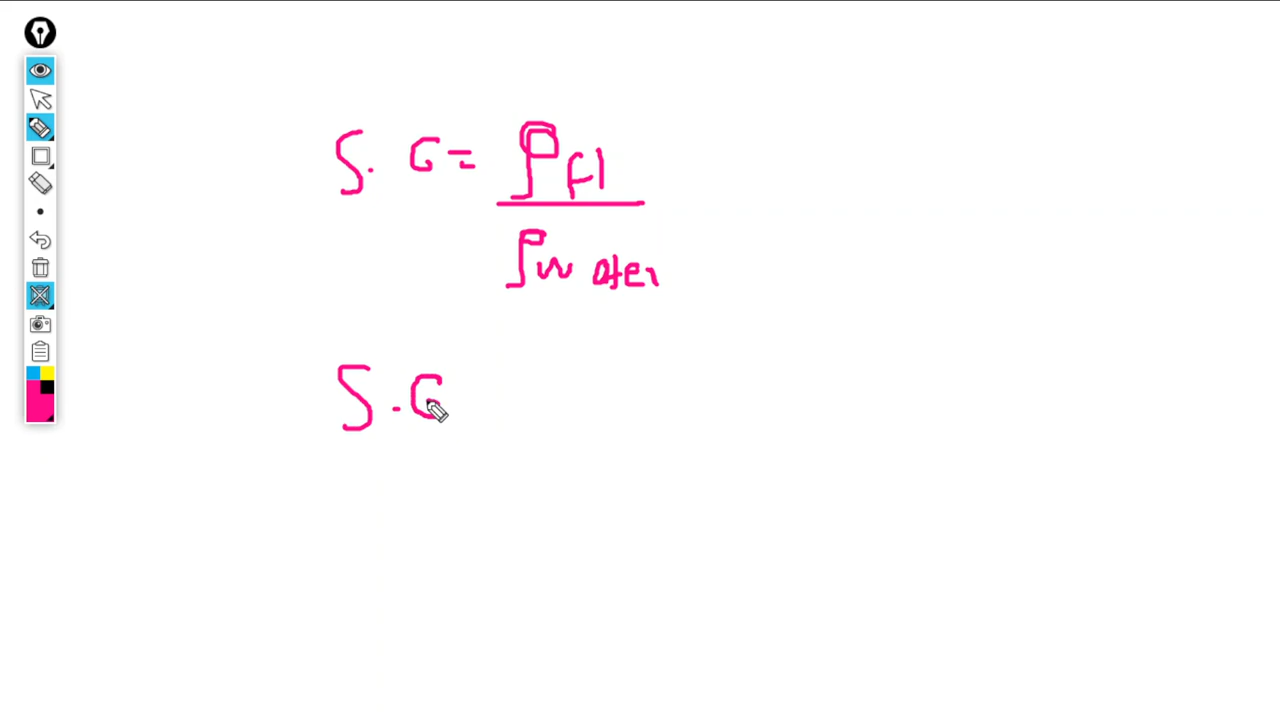 S. G = ρfl
ρwater
S.G